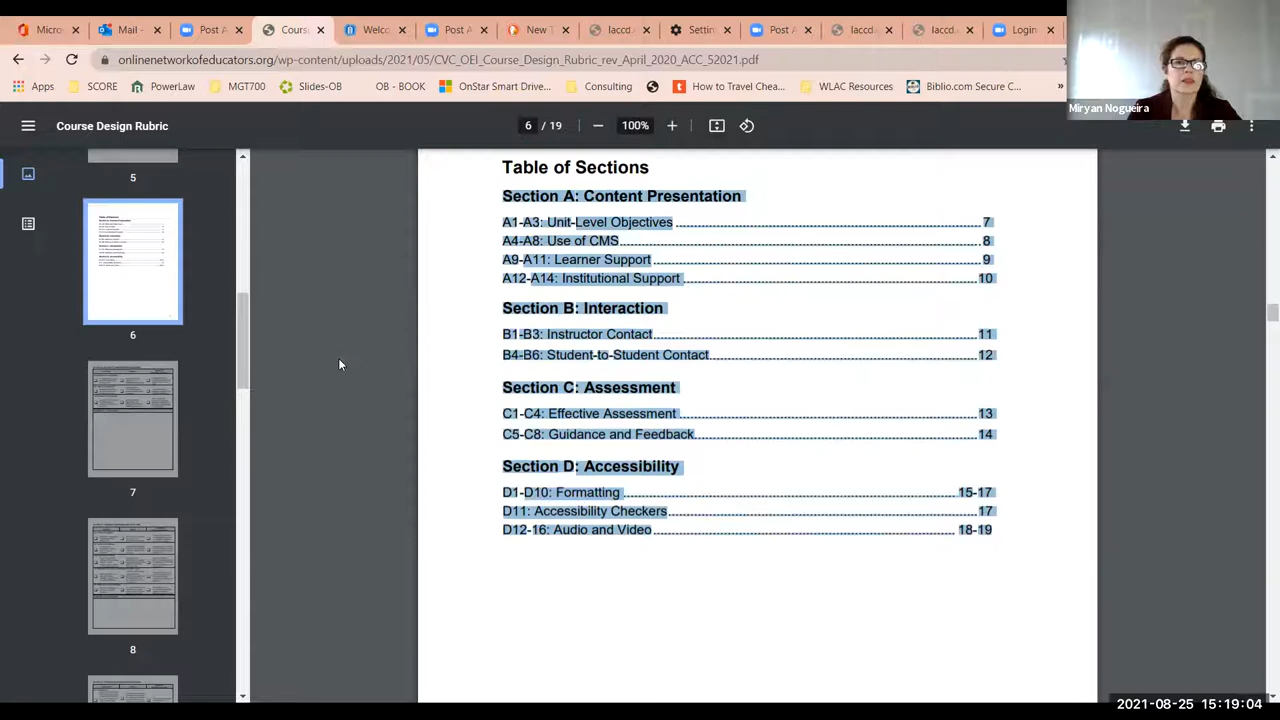 Micros
Mail -
Post A
Course
Welco
Post A
New T
laccd.
Setting
Post A
laccd.
laccd.
Login
onlinenetworkofeducators.org/wp-content/uploads/2021/05/CVC_OEI_Course_Design_Rubric_rev_April_2020_ACC_52021.pdf
Apps SCORE PowerLaw MGT700 Slides-OB OB - BOOK OnStar Smart Drive... Consulting How to Travel Chea... WLAC Resources Biblio.com Secure C... »
Miryan Nogueira
Course Design Rubric 6 / 19 100%
5
6
7
8
Table of Sections
Section A: Content Presentation
A1-A3: Unit-Level Objectives 7
A4-A8: Use of CMS 8
A9-A11: Learner Support 9
A12-A14: Institutional Support 10
Section B: Interaction
B1-B3: Instructor Contact 11
B4-B6: Student-to-Student Contact 12
Section C: Assessment
C1-C4: Effective Assessment 13
C5-C8: Guidance and Feedback 14
Section D: Accessibility
D1-D10: Formatting 15-17
D11: Accessibility Checkers 17
D12-16: Audio and Video 18-19
2021-08-25 15:19:04